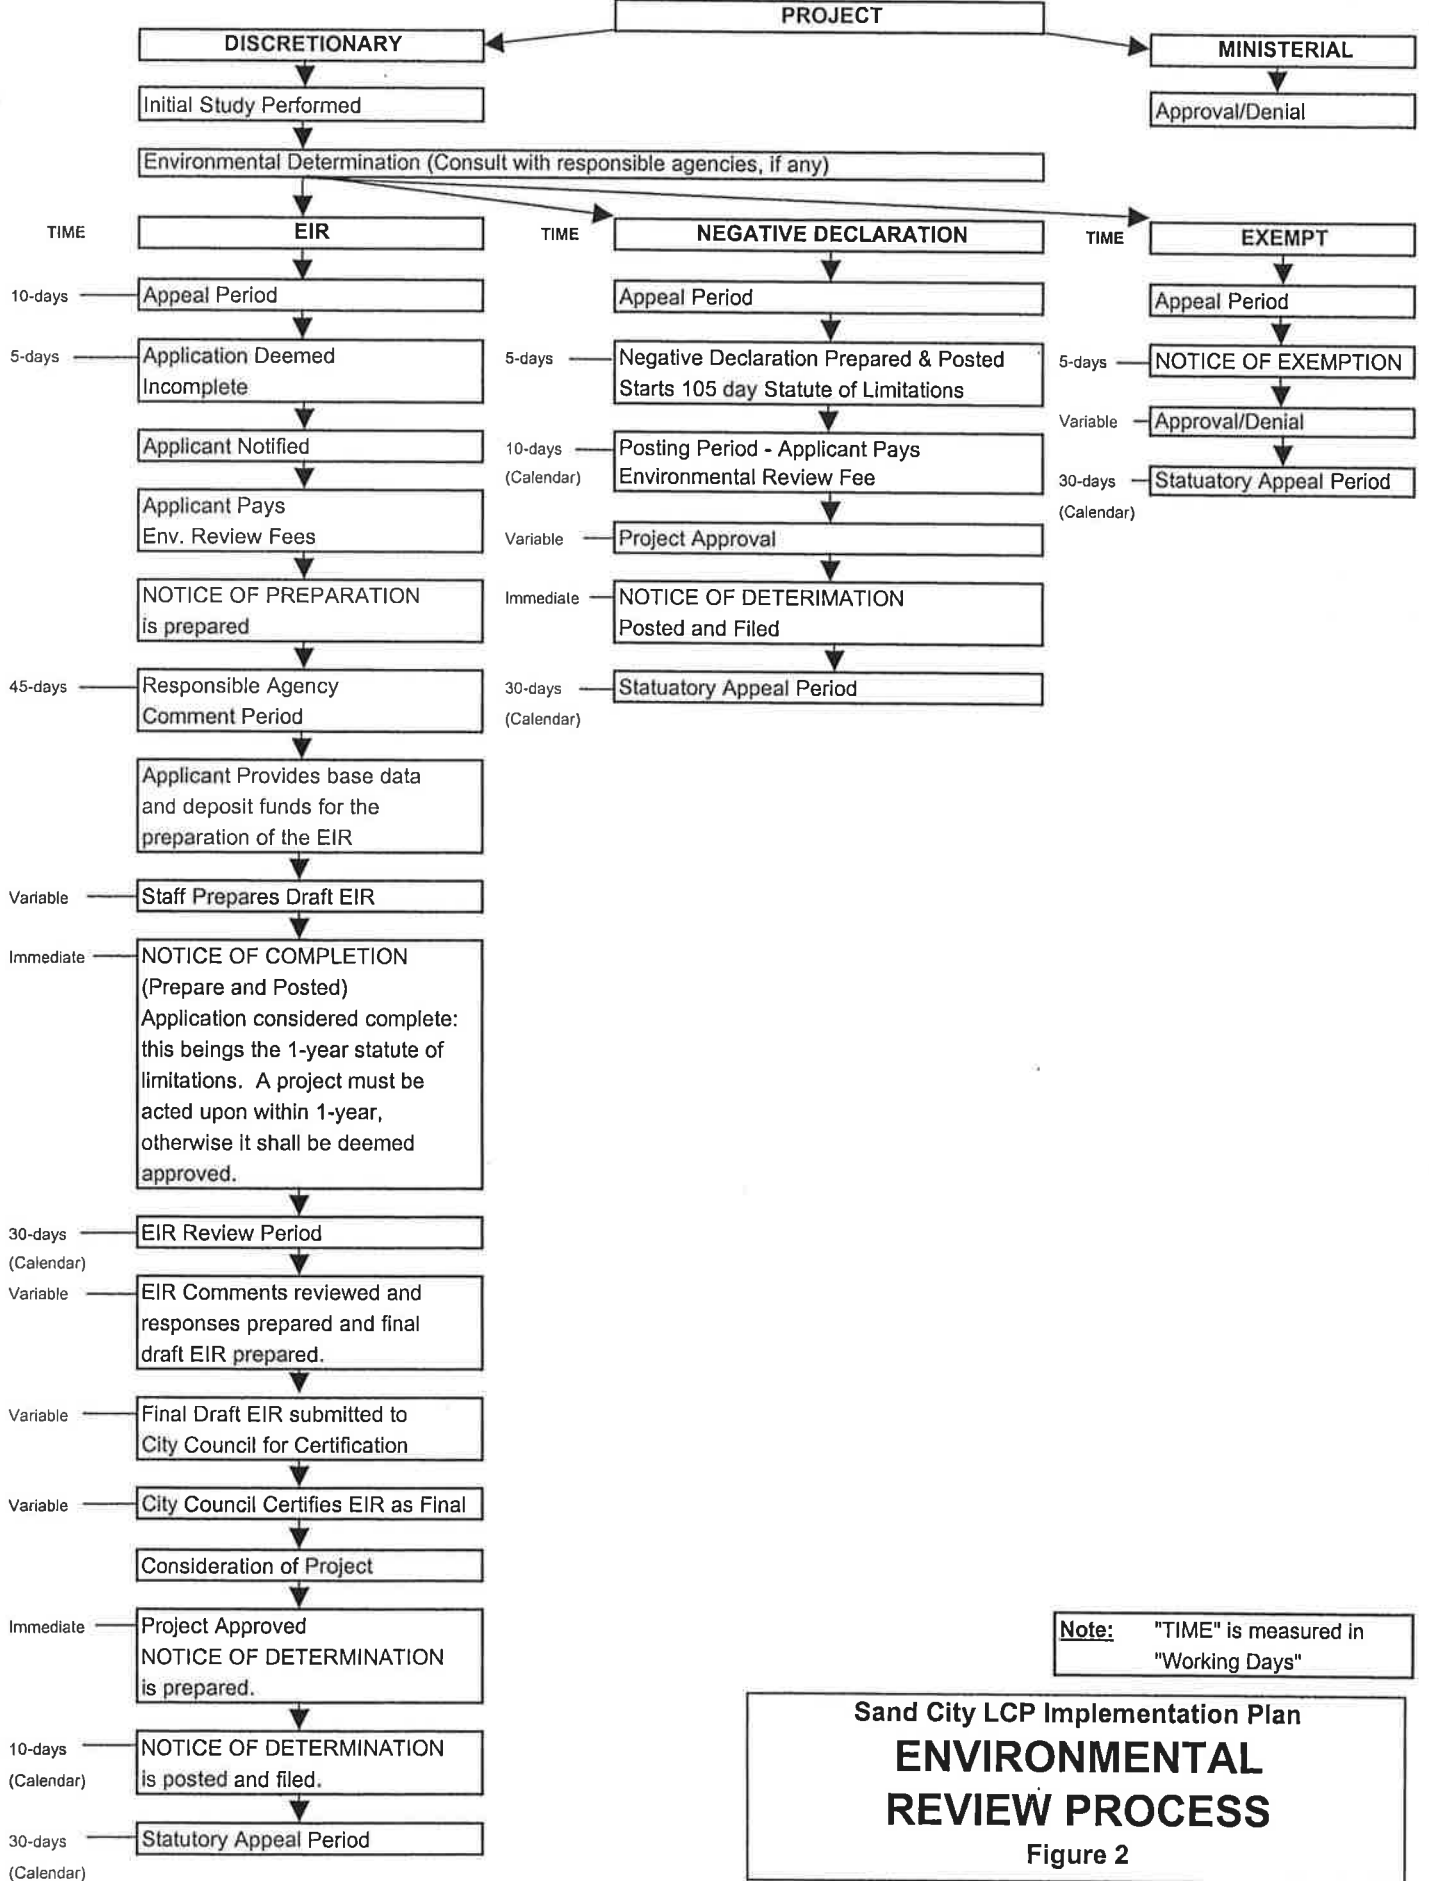 PROJECT
DISCRETIONARY
MINISTERIAL
Initial Study Performed
Approval/Denial
Environmental Determination (Consult with responsible agencies, if any)
TIME
EIR
10-days
Appeal Period
5-days
Application Deemed
Incomplete
Applicant Notified
Applicant Pays
Env. Review Fees
NOTICE OF PREPARATION
is prepared
45-days
Responsible Agency
Comment Period
Applicant Provides base data
and deposit funds for the
preparation of the EIR
Variable
Staff Prepares Draft EIR
Immediate
NOTICE OF COMPLETION
(Prepare and Posted)
Application considered complete:
this beings the 1-year statute of
limitations. A project must be
acted upon within 1-year,
otherwise it shall be deemed
approved.
30-days
(Calendar)
EIR Review Period
Variable
EIR Comments reviewed and
responses prepared and final
draft EIR prepared.
Variable
Final Draft EIR submitted to
City Council for Certification
Variable
City Council Certifies EIR as Final
Consideration of Project
Immediate
Project Approved
NOTICE OF DETERMINATION
is prepared.
10-days
(Calendar)
NOTICE OF DETERMINATION
is posted and filed.
30-days
(Calendar)
Statutory Appeal Period
TIME
NEGATIVE DECLARATION
Appeal Period
5-days
Negative Declaration Prepared & Posted
Starts 105 day Statute of Limitations
10-days
(Calendar)
Posting Period - Applicant Pays
Environmental Review Fee
Variable
Project Approval
Immediate
NOTICE OF DETERIMATION
Posted and Filed
30-days
(Calendar)
Statuatory Appeal Period
TIME
EXEMPT
Appeal Period
5-days
NOTICE OF EXEMPTION
Variable
Approval/Denial
30-days
(Calendar)
Statuatory Appeal Period
Note: "TIME" is measured in
"Working Days"
Sand City LCP Implementation Plan
ENVIRONMENTAL
REVIEW PROCESS
Figure 2